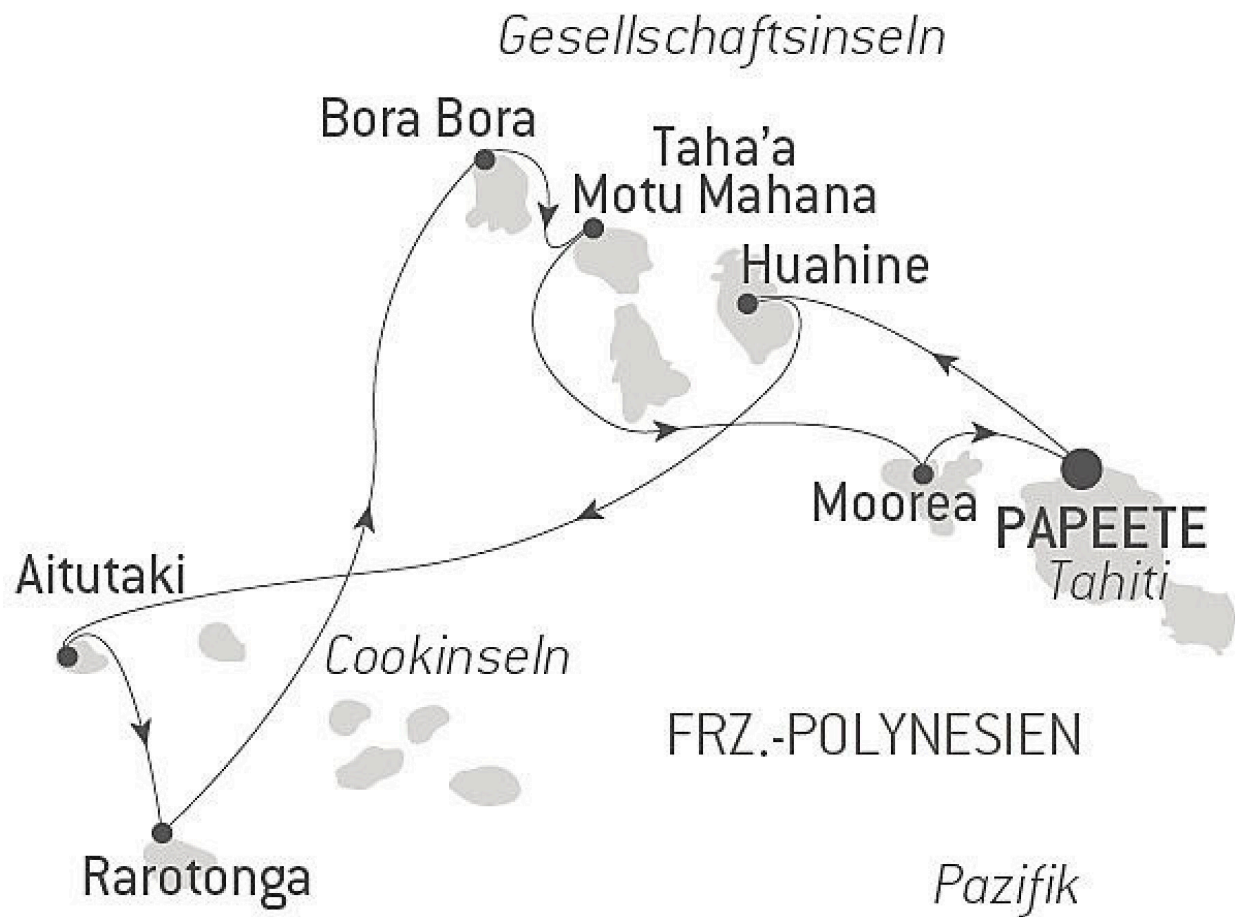 Gesellschaftsinseln
Bora Bora
Taha'a
Motu Mahana
Huahine
Moorea
PAPEETE
Tahiti
Aitutaki
Cookinseln
FRZ.-POLYNESIEN
Rarotonga
Pazifik